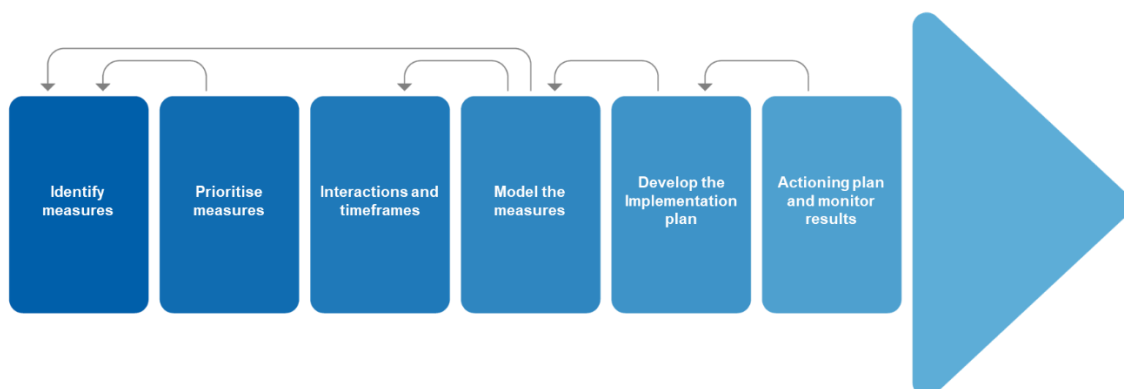 Identify
measures
Prioritise
measures
Interactions and
timeframes
Model the
measures
Develop the
Implementation
plan
Actioning plan
and monitor
results